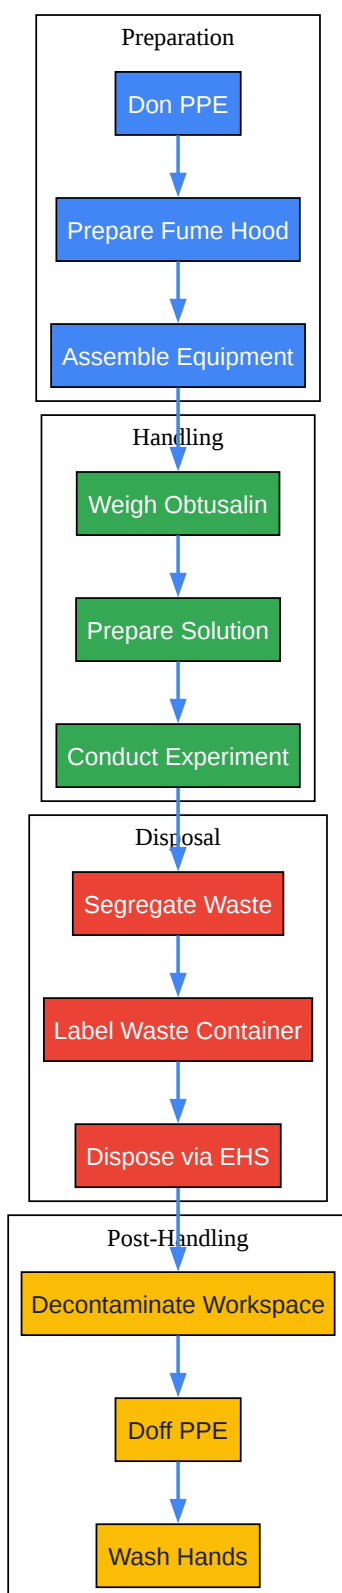 Preparation
Don PPE
Prepare Fume Hood
Assemble Equipment
Handling
Weigh Obtusalin
Prepare Solution
Conduct Experiment
Disposal
Segregate Waste
Label Waste Container
Dispose via EHS
Post-Handling
Decontaminate Workspace
Doff PPE
Wash Hands